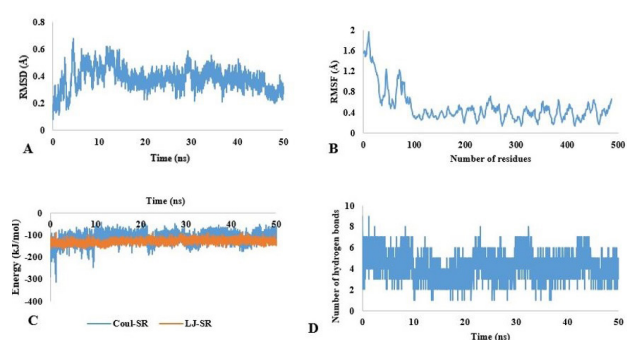 0.8
0.6
0.4
0.2
0
RMSD (Å)
0 10 20 30 40 50
A
Time (ns)
2
1.6
1.2
0.8
0.4
0
RMSF (Å)
0 100 200 300 400 500
B
Number of residues
Time (ns)
0 10 20 30 40 50
0
-100
-200
-300
-400
Energy (kJ/mol)
C
Coul-SR LJ-SR
10
8
6
4
2
0
Number of hydrogen bonds
0 10 20 30 40 50
D
Time (ns)